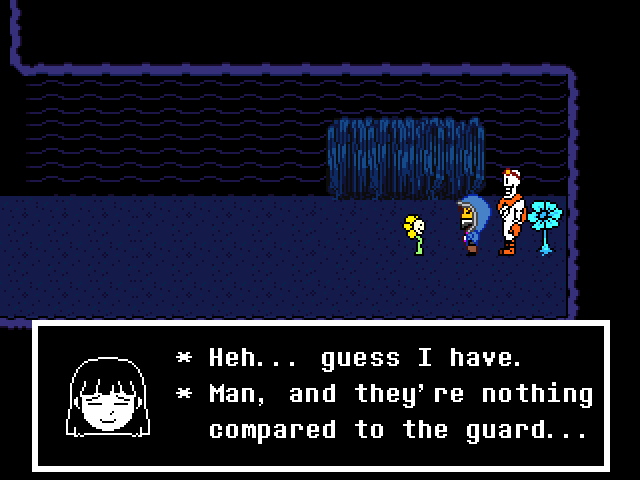 * Heh... guess I have.
* Man, and they're nothing
compared to the guard...